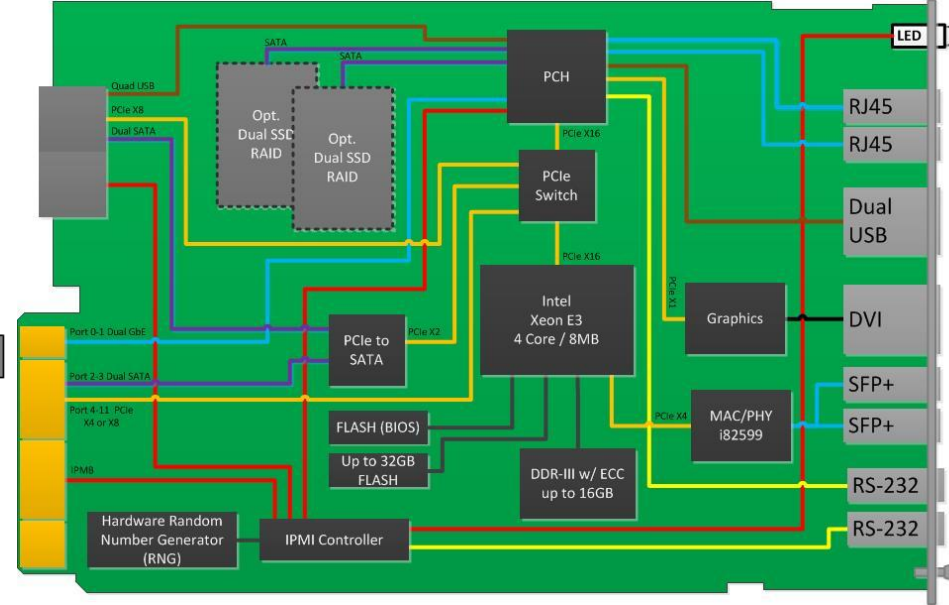 LED
SATA
SATA
PCH
Quad USB
PCIe X8
Dual SATA
Opt.
Dual SSD
RAID
Opt.
Dual SSD
RAID
RJ45
RJ45
PCIe X16
PCIe
Switch
Dual
USB
PCIe X16
PCIe X1
Intel
Xeon E3
4 Core / 8MB
Graphics
DVI
Port 0-1 Dual GbE
PCIe to
SATA
PCIe X2
Port 2-3 Dual SATA
SFP+
Port 4-11 PCIe
X4 or X8
PCIe X4
MAC/PHY
i82599
SFP+
FLASH (BIOS)
Up to 32GB
FLASH
DDR-III w/ ECC
up to 16GB
IPMB
RS-232
Hardware Random
Number Generator
(RNG)
IPMI Controller
RS-232